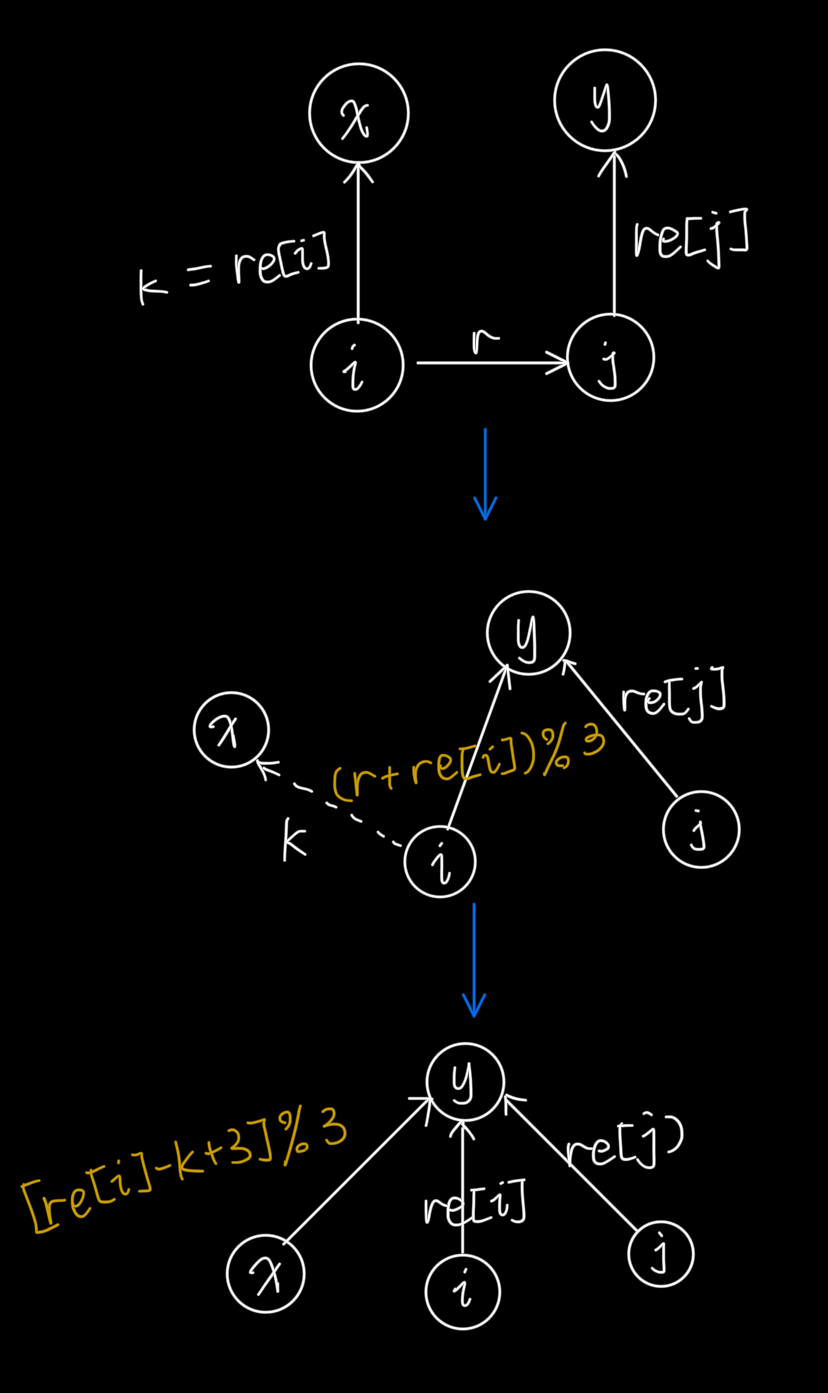 x
y
k = re[i]
re[j]
i
r
j
y
x
re[j]
(r+re[i])%3
k
i
j
y
[re[i]-k+3]%3
re[j)
re[i]
x
i
j